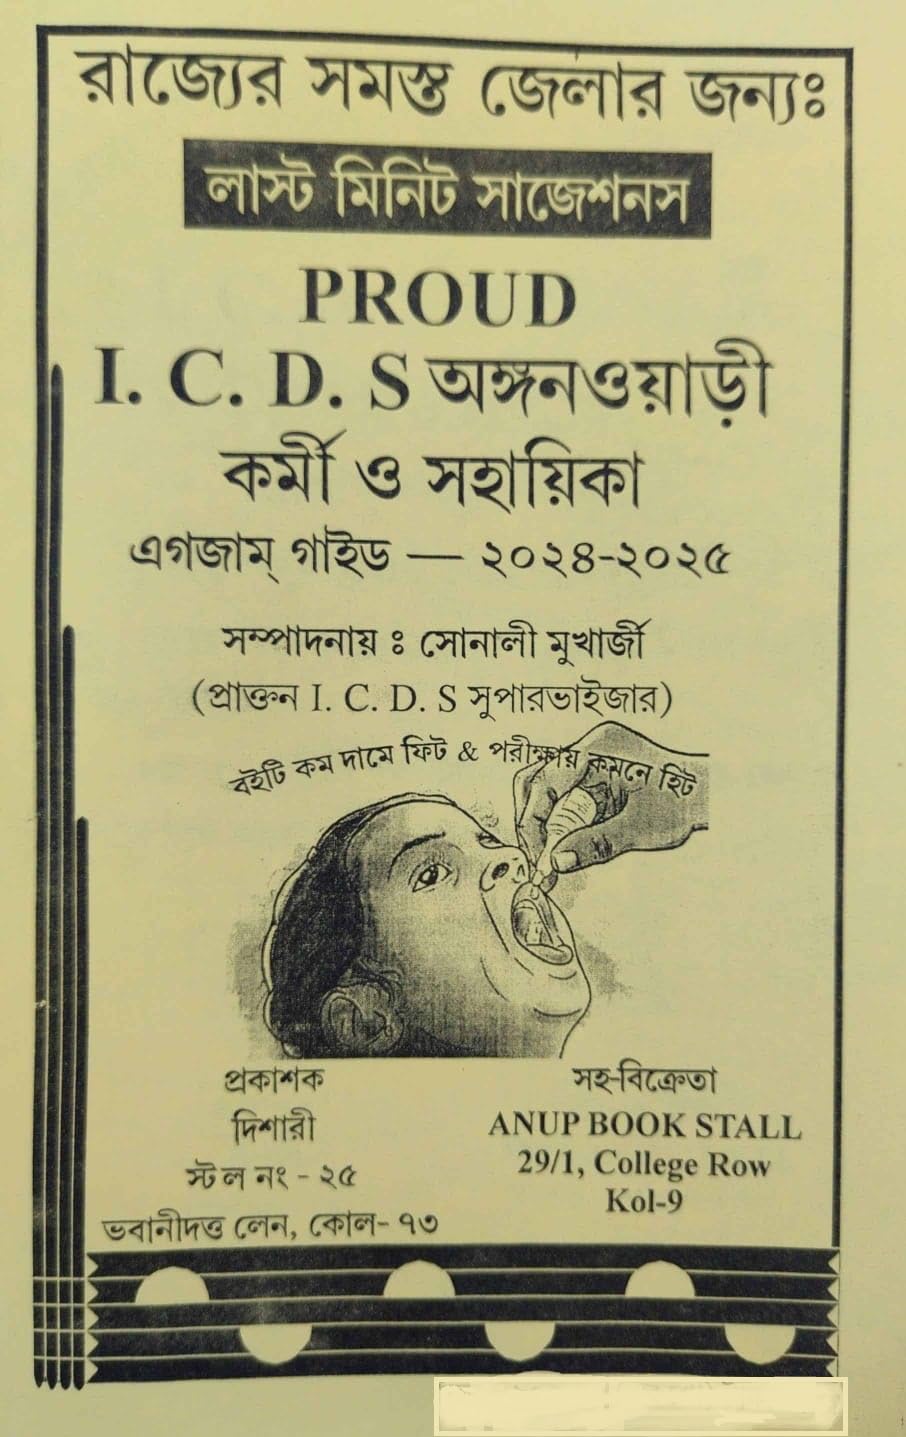 রাজ্যের সমস্ত জেলার জন্যঃ
লাস্ট মিনিট সাজেশনস
PROUD
I. C. D. S অঙ্গনওয়াড়ী
কর্মী ও সহায়িকা
এগজাম্ গাইড — ২০২৪-২০২৫
সম্পাদনায় ঃ সোনালী মুখার্জী
(প্রাক্তন I. C. D. S সুপারভাইজার)
বইটি কম দামে ফিট & পরীক্ষায় কমনে হিট
প্রকাশক
দিশারী
স্টল নং - ২৫
ভবানীদত্ত লেন, কোল- ৭৩
সহ-বিক্রেতা
ANUP BOOK STALL
29/1, College Row
Kol-9